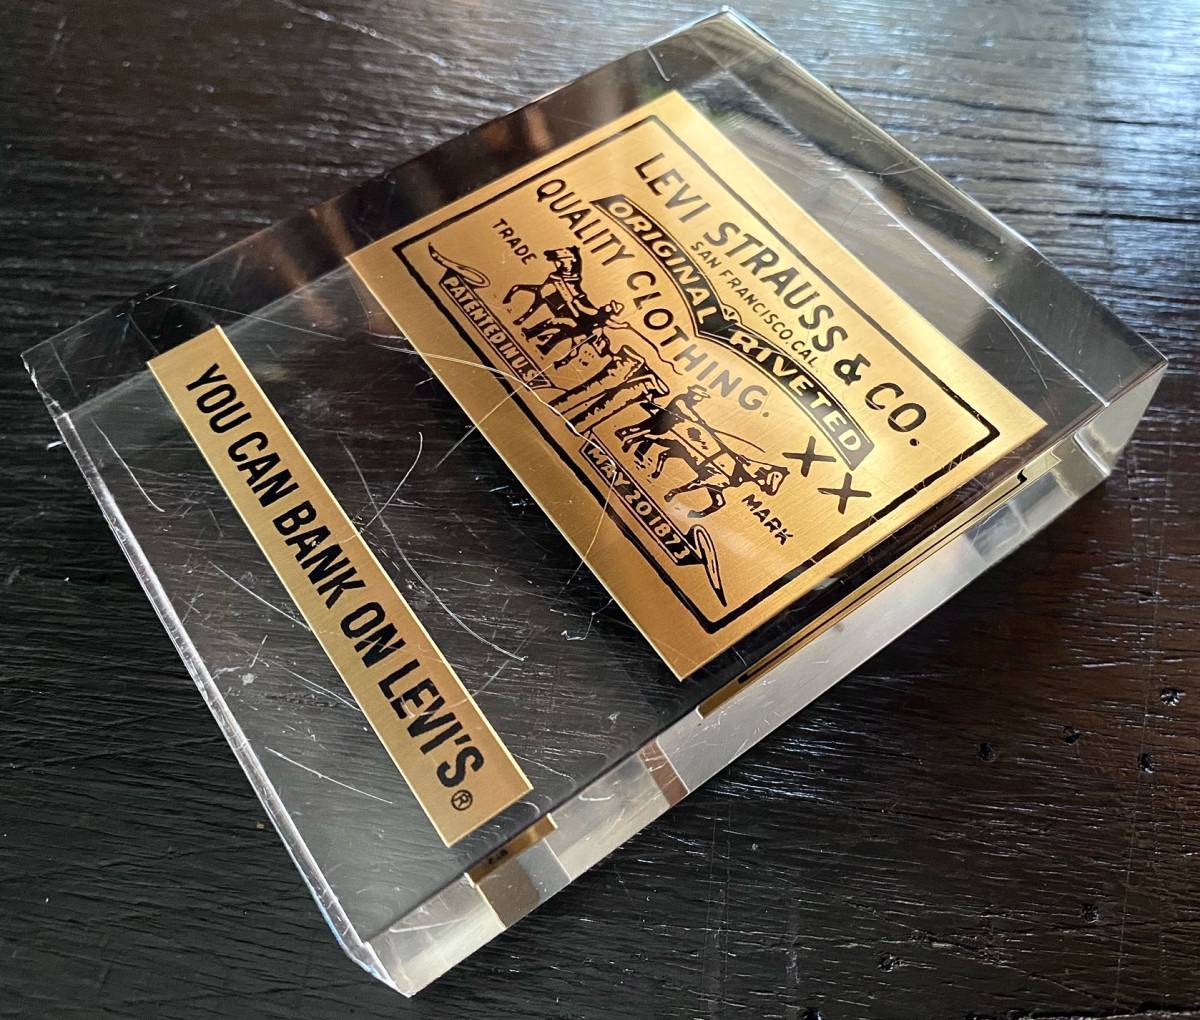 LEVI STRAUSS & CO.
SAN FRANCISCO. CAL.
ORIGINAL RIVETED
QUALITY CLOTHING.
XX
TRADE MARK
PATENTED IN U.S.
MAY 20 1873
YOU CAN BANK ON LEVI'S®